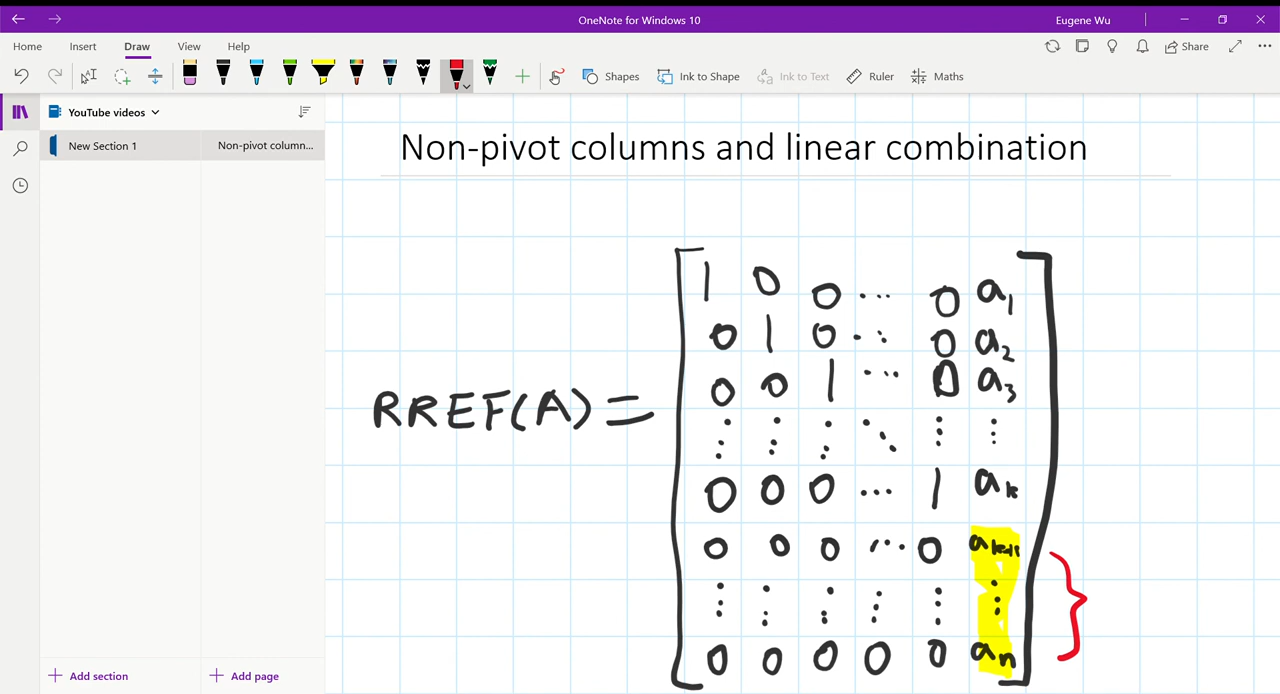 OneNote for Windows 10
Eugene Wu
Home Insert Draw View Help
Share
Shapes Ink to Shape Ink to Text Ruler Maths
YouTube videos
New Section 1
Non-pivot column...
Non-pivot columns and linear combination
RREF(A) =
1 0 0 ... 0 a1
0 1 0 ... 0 a2
0 0 1 ... 0 a3
⋮ ⋮ ⋮ ⋱ ⋮ ⋮
0 0 0 ... 1 ak
0 0 0 ... 0 ak+1
⋮ ⋮ ⋮ ⋮ ⋮ ⋮
0 0 0 0 0 an
Add section
Add page